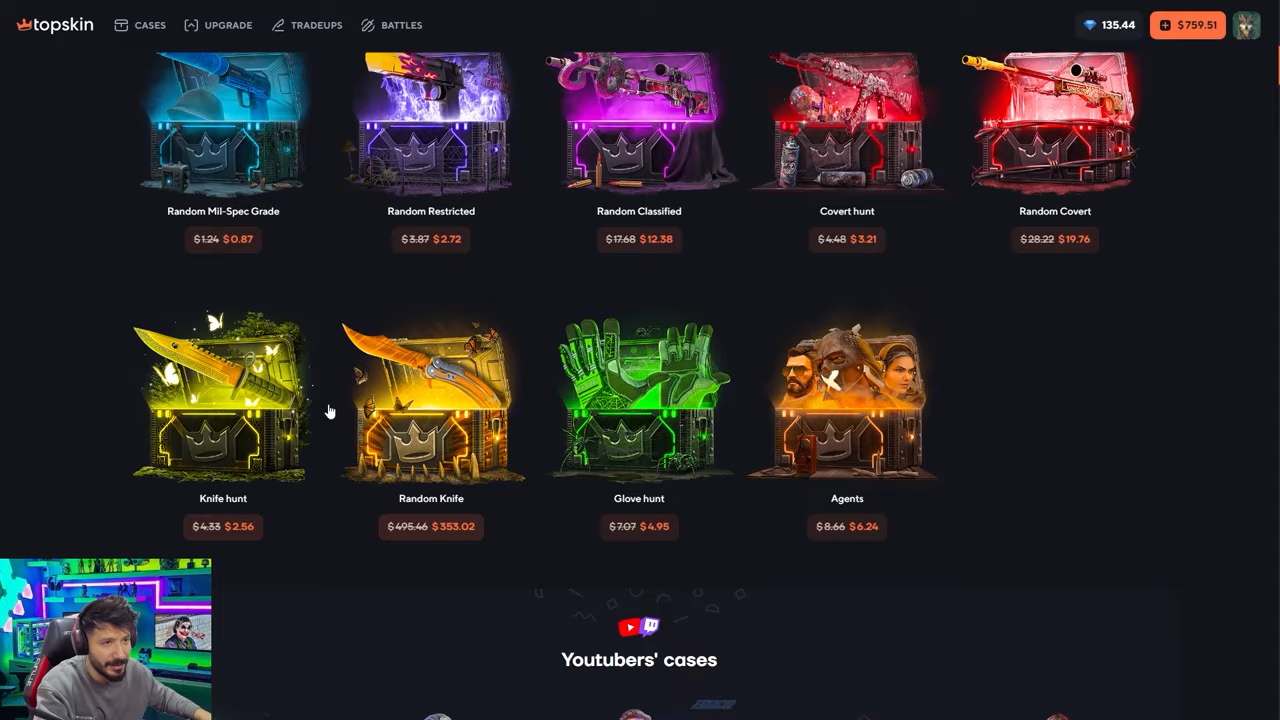 topskin
CASES
UPGRADE
TRADEUPS
BATTLES
135.44
$759.51
Random Mil-Spec Grade
Random Restricted
Random Classified
Covert hunt
Random Covert
$1.24 $0.87
$3.87 $2.72
$17.68 $12.38
$4.48 $3.21
$28.22 $19.76
Knife hunt
Random Knife
Glove hunt
Agents
$4.33 $2.56
$495.46 $353.02
$7.07 $4.95
$8.66 $6.24
Youtubers' cases